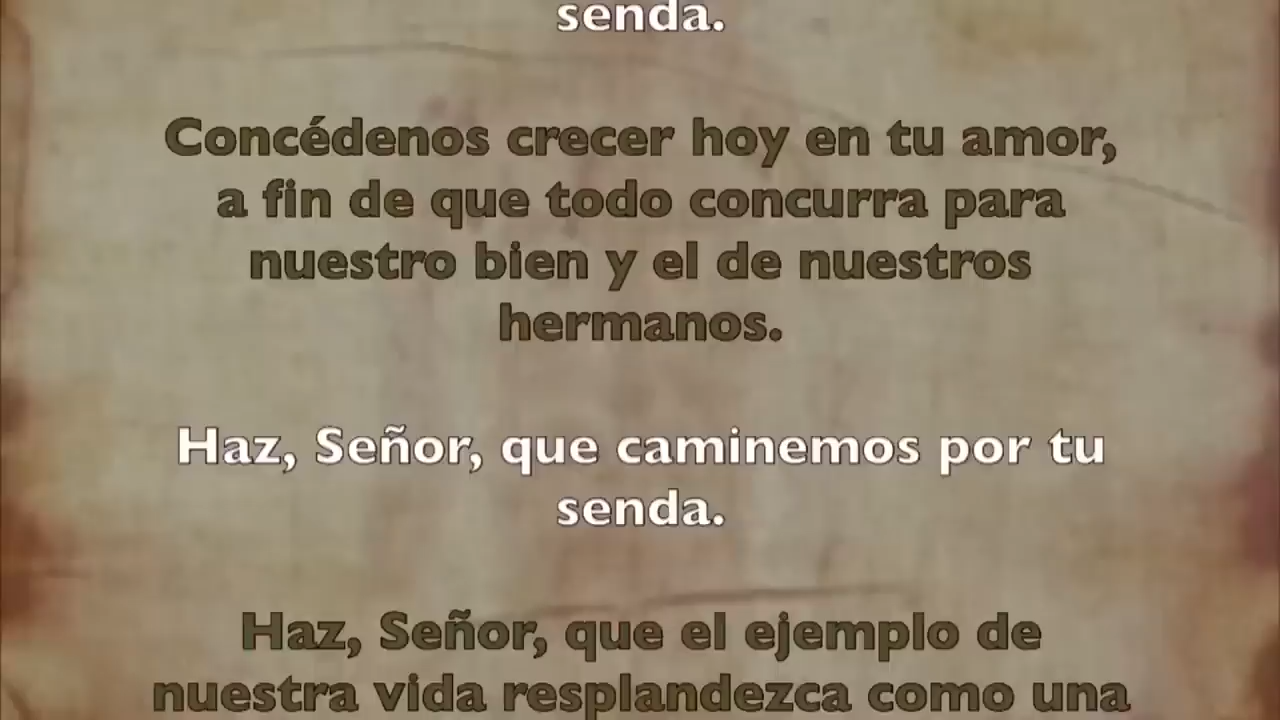 senda.
Concédenos crecer hoy en tu amor,
a fin de que todo concurra para
nuestro bien y el de nuestros
hermanos.
Haz, Señor, que caminemos por tu
senda.
Haz, Señor, que el ejemplo de
nuestra vida resplandezca como una